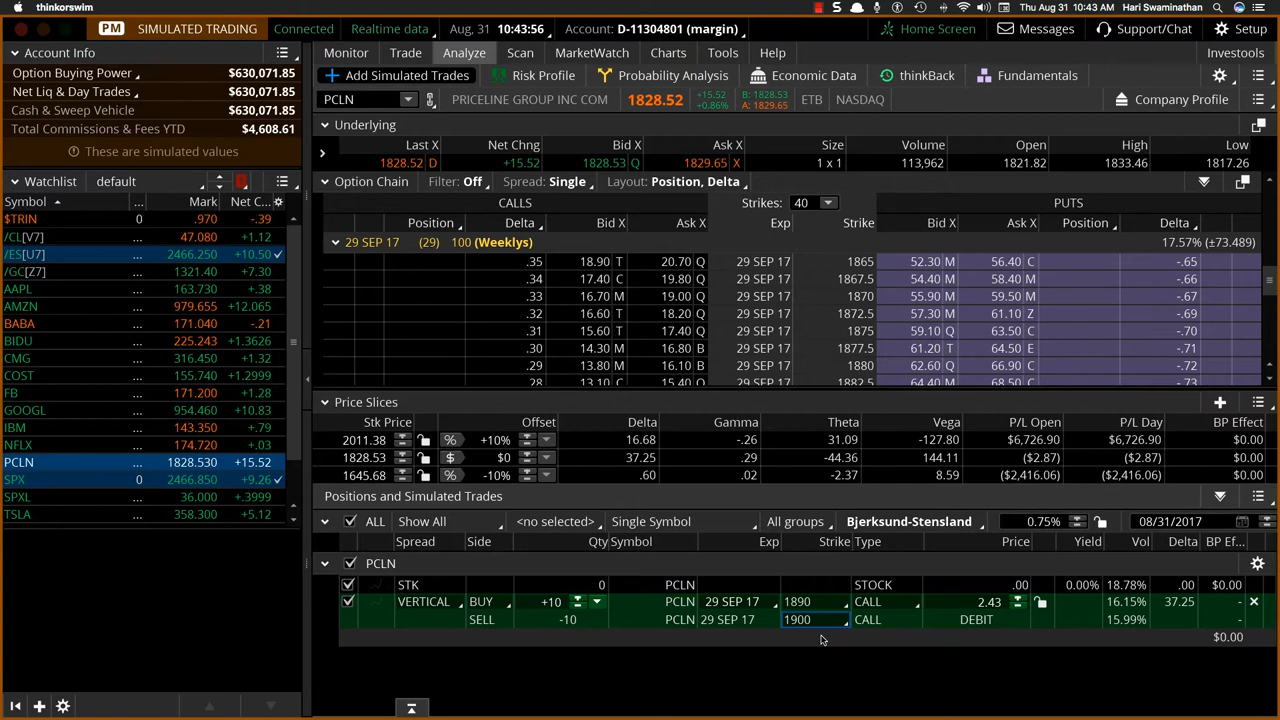 thinkorswim
Thu Aug 31 10:43 AM Hari Swaminathan
PM SIMULATED TRADING Connected Realtime data Aug, 31 10:43:56 Account: D-11304801 (margin) Home Screen Messages Support/Chat Setup
Account Info
Option Buying Power $630,071.85
Net Liq & Day Trades $630,071.85
Cash & Sweep Vehicle $630,071.85
Total Commissions & Fees YTD $4,608.61
These are simulated values
Watchlist default
Symbol ... Mark Net C...
$TRIN 0 .970 -.39
/CL[V7] ... 47.080 +1.12
/ES[U7] ... 2466.250 +10.50
/GC[Z7] ... 1321.40 +7.30
AAPL ... 163.730 +.38
AMZN ... 979.655 +12.065
BABA ... 171.040 -.21
BIDU ... 225.243 +1.3626
CMG ... 316.450 +1.32
COST ... 155.740 +1.2999
FB ... 171.200 +1.28
GOOGL ... 954.460 +10.83
IBM ... 143.310 +.79
NFLX ... 174.720 +.03
PCLN ... 1828.530 +15.52
SPX 0 2466.850 +9.26
SPXL ... 36.000 +.3999
TSLA ... 358.300 +5.12
Monitor Trade Analyze Scan MarketWatch Charts Tools Help Investools
Add Simulated Trades Risk Profile Probability Analysis Economic Data thinkBack Fundamentals
PCLN PRICELINE GROUP INC COM 1828.52 +15.52 +0.86% B: 1828.53 A: 1829.65 ETB NASDAQ Company Profile
Underlying
Last X Net Chng Bid X Ask X Size Volume Open High Low
1828.52 D +15.52 1828.53 Q 1829.65 X 1 x 1 113,962 1821.82 1833.46 1817.26
Option Chain Filter: Off Spread: Single Layout: Position, Delta
CALLS Strikes: 40 PUTS
Position Delta Bid X Ask X Exp Strike Bid X Ask X Position Delta
29 SEP 17 (29) 100 (Weeklys) 17.57% (±73.489)
.35 18.90 T 20.70 Q 29 SEP 17 1865 52.30 M 56.40 C -.65
.34 17.40 C 19.80 Q 29 SEP 17 1867.5 54.40 M 58.40 C -.66
.33 16.70 M 19.00 Q 29 SEP 17 1870 55.90 M 59.50 M -.67
.32 16.60 T 18.20 Q 29 SEP 17 1872.5 57.30 M 61.10 Z -.69
.31 15.60 T 17.40 Q 29 SEP 17 1875 59.10 Q 63.50 C -.70
.30 14.30 M 16.80 B 29 SEP 17 1877.5 61.20 T 64.50 E -.71
.29 13.80 M 16.10 B 29 SEP 17 1880 62.60 Q 66.90 C -.72
.28 13.10 C 15.40 Q 29 SEP 17 1882.5 64.40 M 68.50 C -.73
Price Slices
Stk Price Offset Delta Gamma Theta Vega P/L Open P/L Day BP Effect
2011.38 % +10% 16.68 -.26 31.09 -127.80 $6,726.90 $6,726.90 $0.00
1828.53 $ $0 37.25 .29 -44.36 144.11 ($2.87) ($2.87) $0.00
1645.68 % -10% .60 .02 -2.37 8.59 ($2,416.06) ($2,416.06) $0.00
Positions and Simulated Trades
ALL Show All <no selected> Single Symbol All groups Bjerksund-Stensland 0.75% 08/31/2017
Spread Side Qty Symbol Exp Strike Type Price Yield Vol Delta BP Ef...
PCLN
STK 0 PCLN STOCK .00 0.00% 18.78% .00 $0.00
VERTICAL BUY +10 PCLN 29 SEP 17 1890 CALL 2.43 16.15% 37.25 -
SELL -10 PCLN 29 SEP 17 1900 CALL DEBIT 15.99% -
$0.00